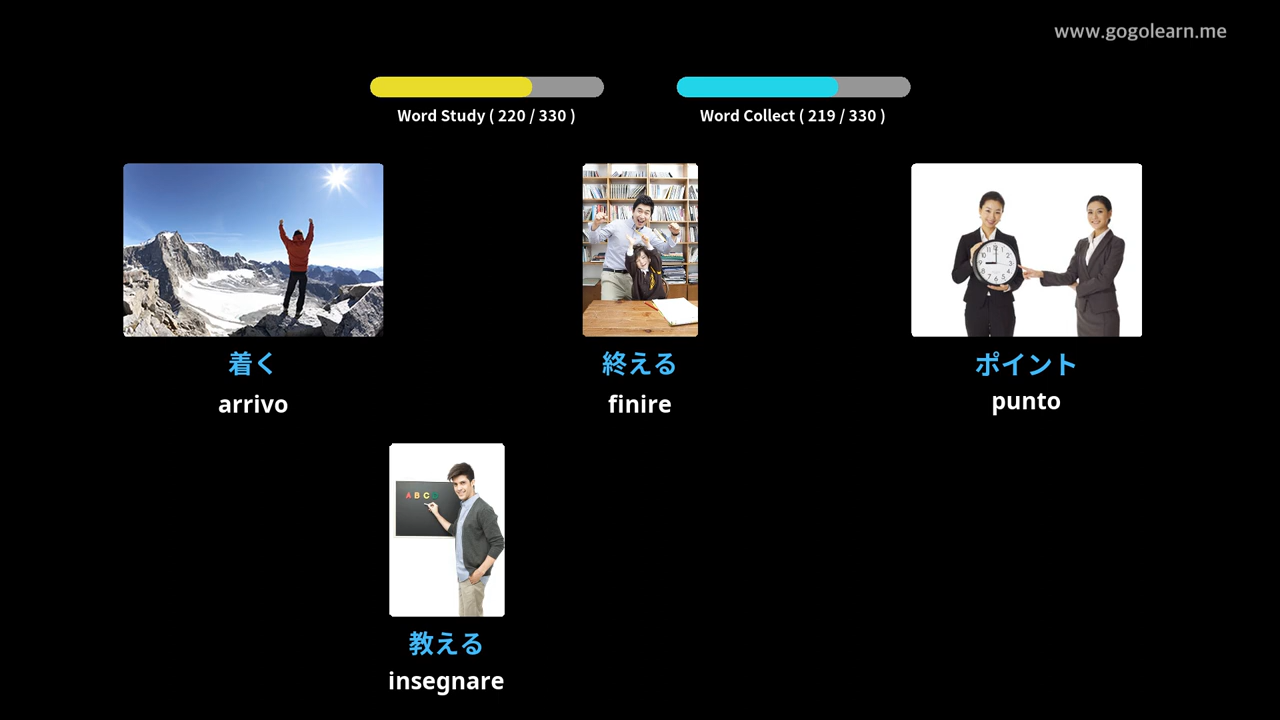 www.gogolearn.me
Word Study ( 220 / 330 )
Word Collect ( 219 / 330 )
着く
arrivo
終える
finire
ポイント
punto
A B C
教える
insegnare